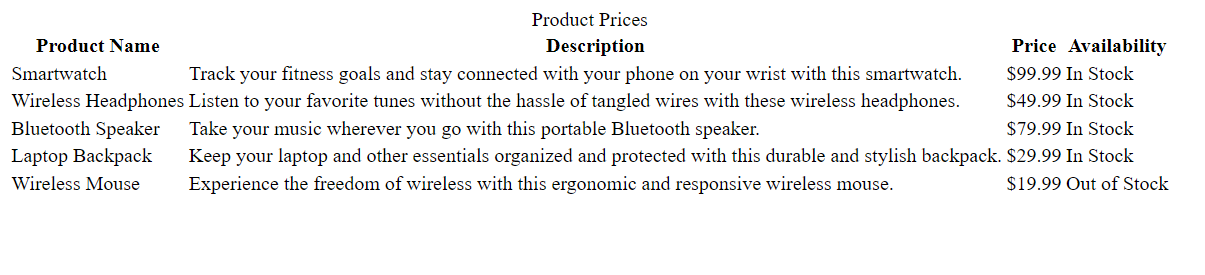 Product Prices
Product Name Description Price Availability
Smartwatch Track your fitness goals and stay connected with your phone on your wrist with this smartwatch. $99.99 In Stock
Wireless Headphones Listen to your favorite tunes without the hassle of tangled wires with these wireless headphones. $49.99 In Stock
Bluetooth Speaker Take your music wherever you go with this portable Bluetooth speaker. $79.99 In Stock
Laptop Backpack Keep your laptop and other essentials organized and protected with this durable and stylish backpack. $29.99 In Stock
Wireless Mouse Experience the freedom of wireless with this ergonomic and responsive wireless mouse. $19.99 Out of Stock